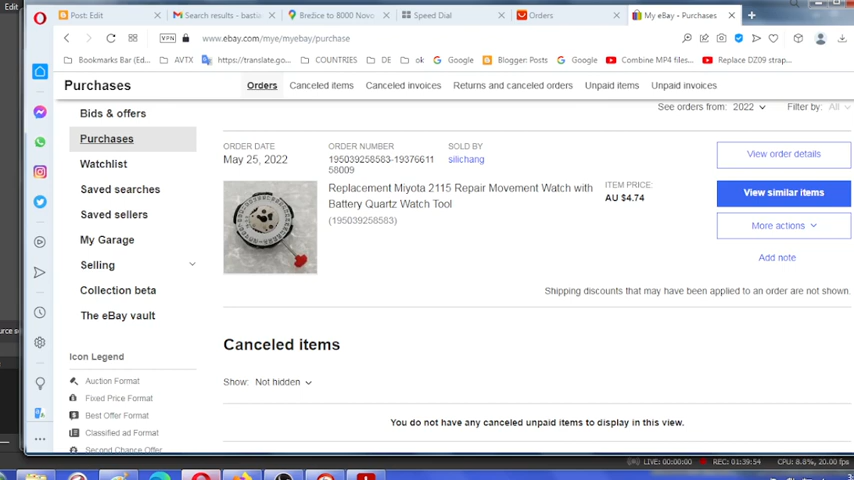 Edit
Post: Edit
Search results - bastia
Brežice to 8000 Novo
Speed Dial
Orders
My eBay - Purchases
VPN
www.ebay.com/mye/myebay/purchase
Bookmarks Bar (Ed...
AVTX
https://translate.go...
COUNTRIES
DE
ok
Google
Blogger: Posts
Google
Combine MP4 files...
Replace DZ09 strap...
Purchases
Orders
Canceled items
Canceled invoices
Returns and canceled orders
Unpaid items
Unpaid invoices
See orders from: 2022
Filter by: All
Bids & offers
Purchases
Watchlist
Saved searches
Saved sellers
My Garage
Selling
Collection beta
The eBay vault
Icon Legend
Auction Format
Fixed Price Format
Best Offer Format
Classified ad Format
Second Chance Offer
ORDER DATE
May 25, 2022
ORDER NUMBER
195039258583-19376611
58009
SOLD BY
silichang
Replacement Miyota 2115 Repair Movement Watch with
Battery Quartz Watch Tool
(195039258583)
ITEM PRICE:
AU $4.74
View order details
View similar items
More actions
Add note
Shipping discounts that may have been applied to an order are not shown.
Canceled items
Show: Not hidden
You do not have any canceled unpaid items to display in this view.
LIVE: 00:00:00
REC: 01:39:54
CPU: 8.8%, 20.00 fps